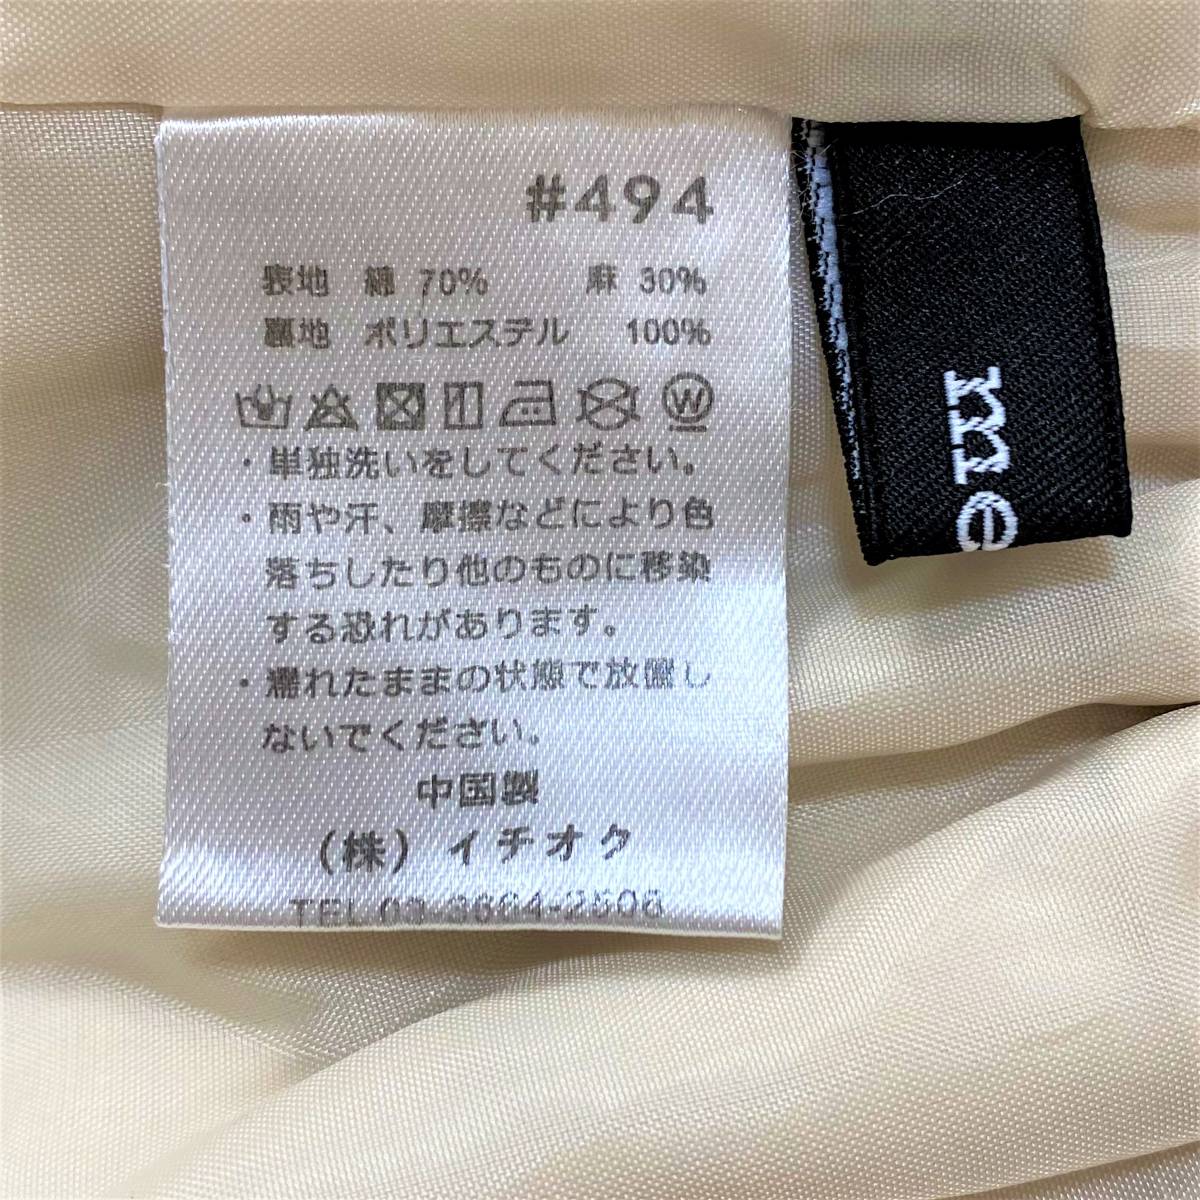 #494
表地 綿 70% 麻 30%
裏地 ポリエステル 100%
W
・単独洗いをしてください。
・雨や汗、摩擦などにより色
落ちしたり他のものに移染
する恐れがあります。
・濡れたままの状態で放置し
ないでください。
中国製
(株) イチオク
TEL 03-3664-2506
me